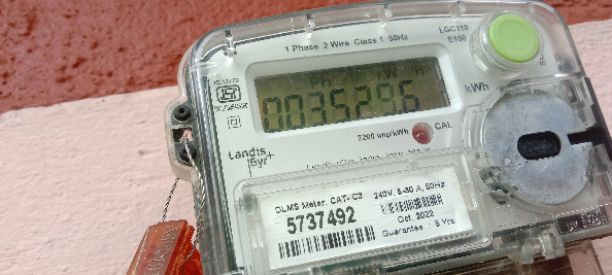 LGC110
E150
1 Phase 2 Wire Class 1 50Hz
kWh
003529.6
3200 imp/kWh
CAL
Landis
Gyr+
DLMS Meter. CAT- C3
240V, 5-30 A, 50Hz
5737492
Oct. 2022
Guarantee - 5 Yrs